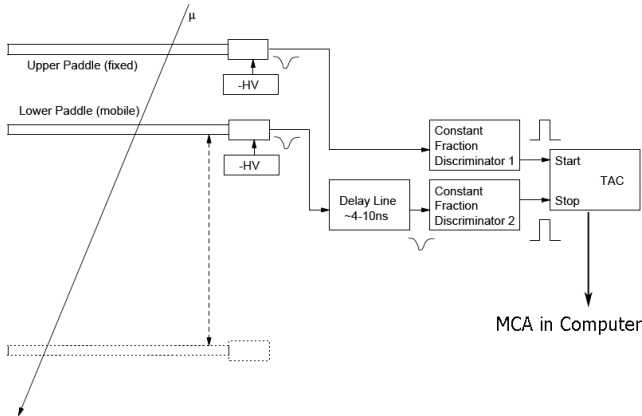 μ
Upper Paddle (fixed)
-HV
Lower Paddle (mobile)
-HV
Constant
Fraction
Discriminator 1
Start
TAC
Stop
Delay Line
~4-10ns
Constant
Fraction
Discriminator 2
MCA in Computer